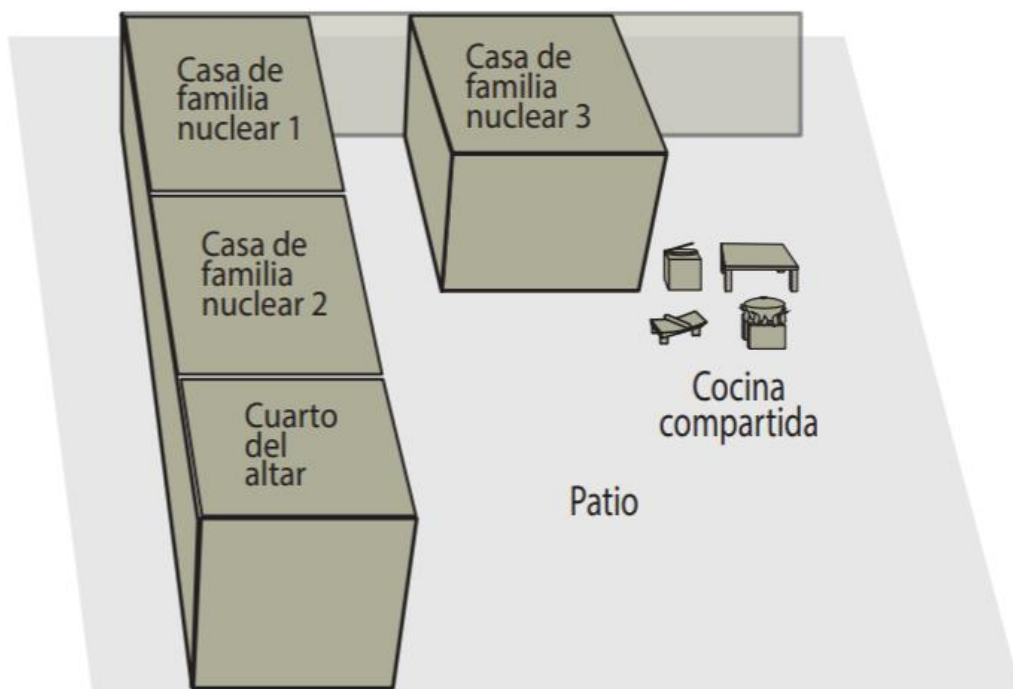 Casa de
familia
nuclear 1
Casa de
familia
nuclear 3
Casa de
familia
nuclear 2
Cuarto
del
altar
Cocina
compartida
Patio